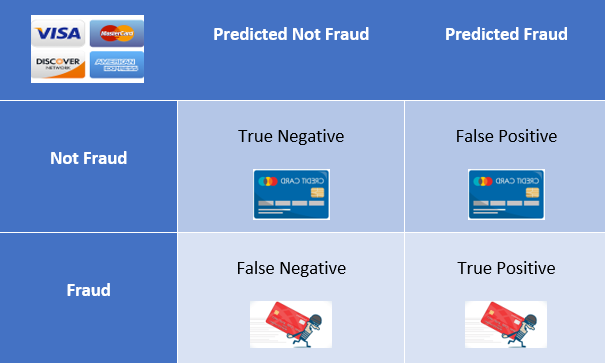 VISA MasterCard
DISCOVER AMERICAN
NETWORK EXPRESS
Predicted Not Fraud
Predicted Fraud
Not Fraud
True Negative
False Positive
CREDIT CARD
CREDIT CARD
Fraud
False Negative
True Positive